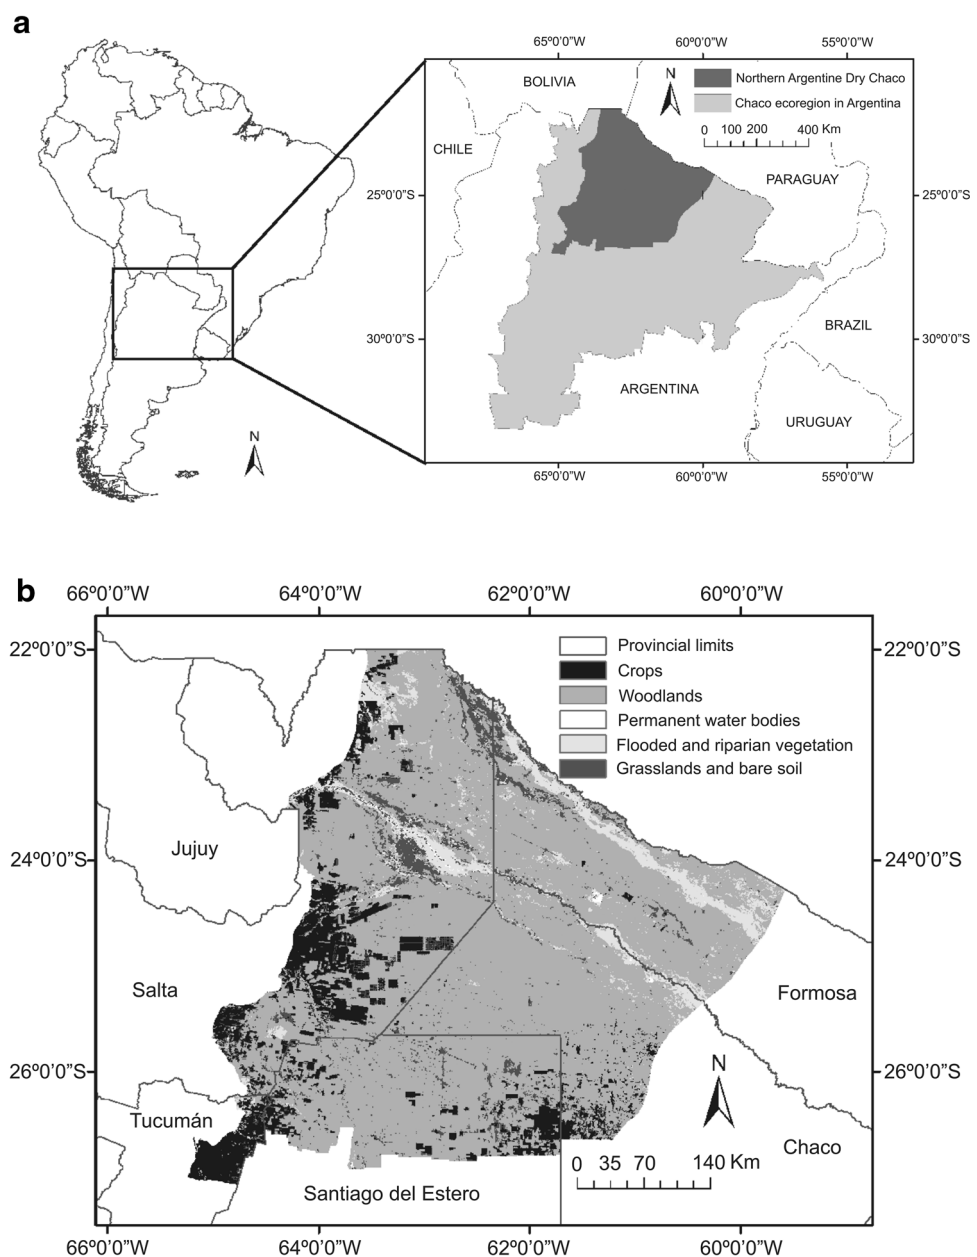 a
65º0'0"W 60º0'0"W 55º0'0"W
BOLIVIA
N
Northern Argentine Dry Chaco
Chaco ecoregion in Argentina
0 100 200 400 Km
CHILE
PARAGUAY
25º0'0"S 25º0'0"S
BRAZIL
30º0'0"S 30º0'0"S
ARGENTINA
URUGUAY
N
65º0'0"W 60º0'0"W 55º0'0"W
b
66º0'0"W 64º0'0"W 62º0'0"W 60º0'0"W
22º0'0"S 22º0'0"S
Provincial limits
Crops
Woodlands
Permanent water bodies
Flooded and riparian vegetation
Grasslands and bare soil
Jujuy
24º0'0"S 24º0'0"S
Salta
Formosa
26º0'0"S 26º0'0"S
N
Tucumán
Chaco
0 35 70 140 Km
Santiago del Estero
66º0'0"W 64º0'0"W 62º0'0"W 60º0'0"W